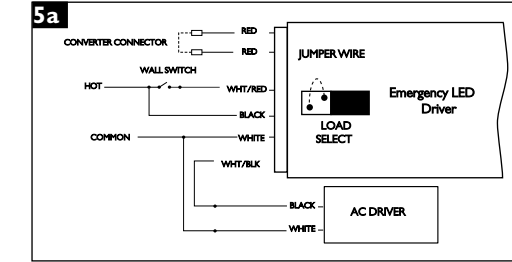 5a
RED
CONVERTER CONNECTOR
RED
JUMPER WIRE
WALL SWITCH
HOT
WHT/RED
Emergency LED
Driver
BLACK
LOAD
SELECT
COMMON
WHITE
WHT/BLK
BLACK
AC DRIVER
WHITE